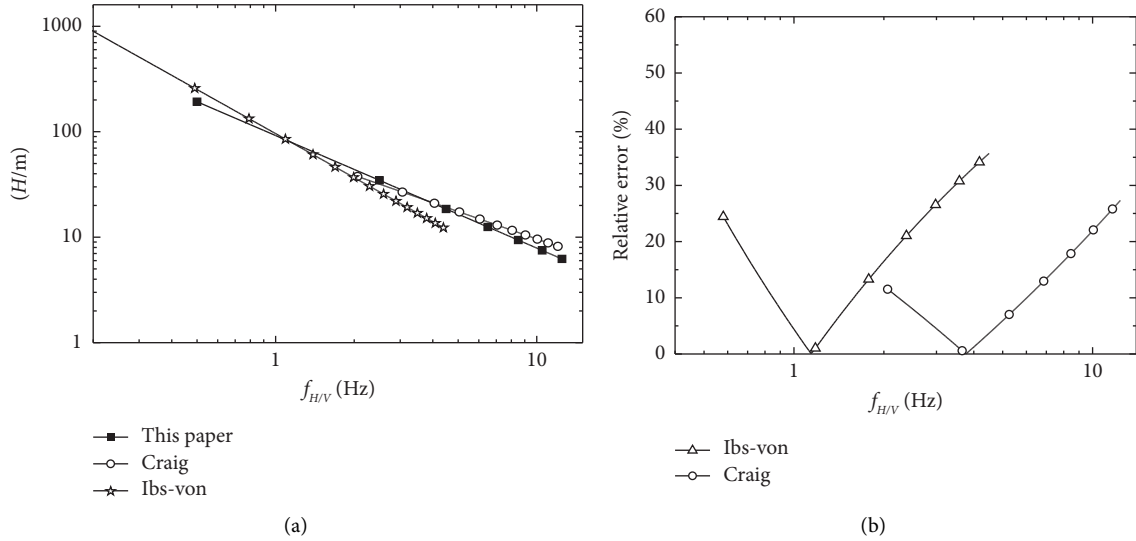 1000
100
10
1
(H/m)
1
10
f_{H/V} (Hz)
This paper
Craig
Ibs-von
(a)
60
50
40
30
20
10
0
Relative error (%)
1
10
f_{H/V} (Hz)
Ibs-von
Craig
(b)